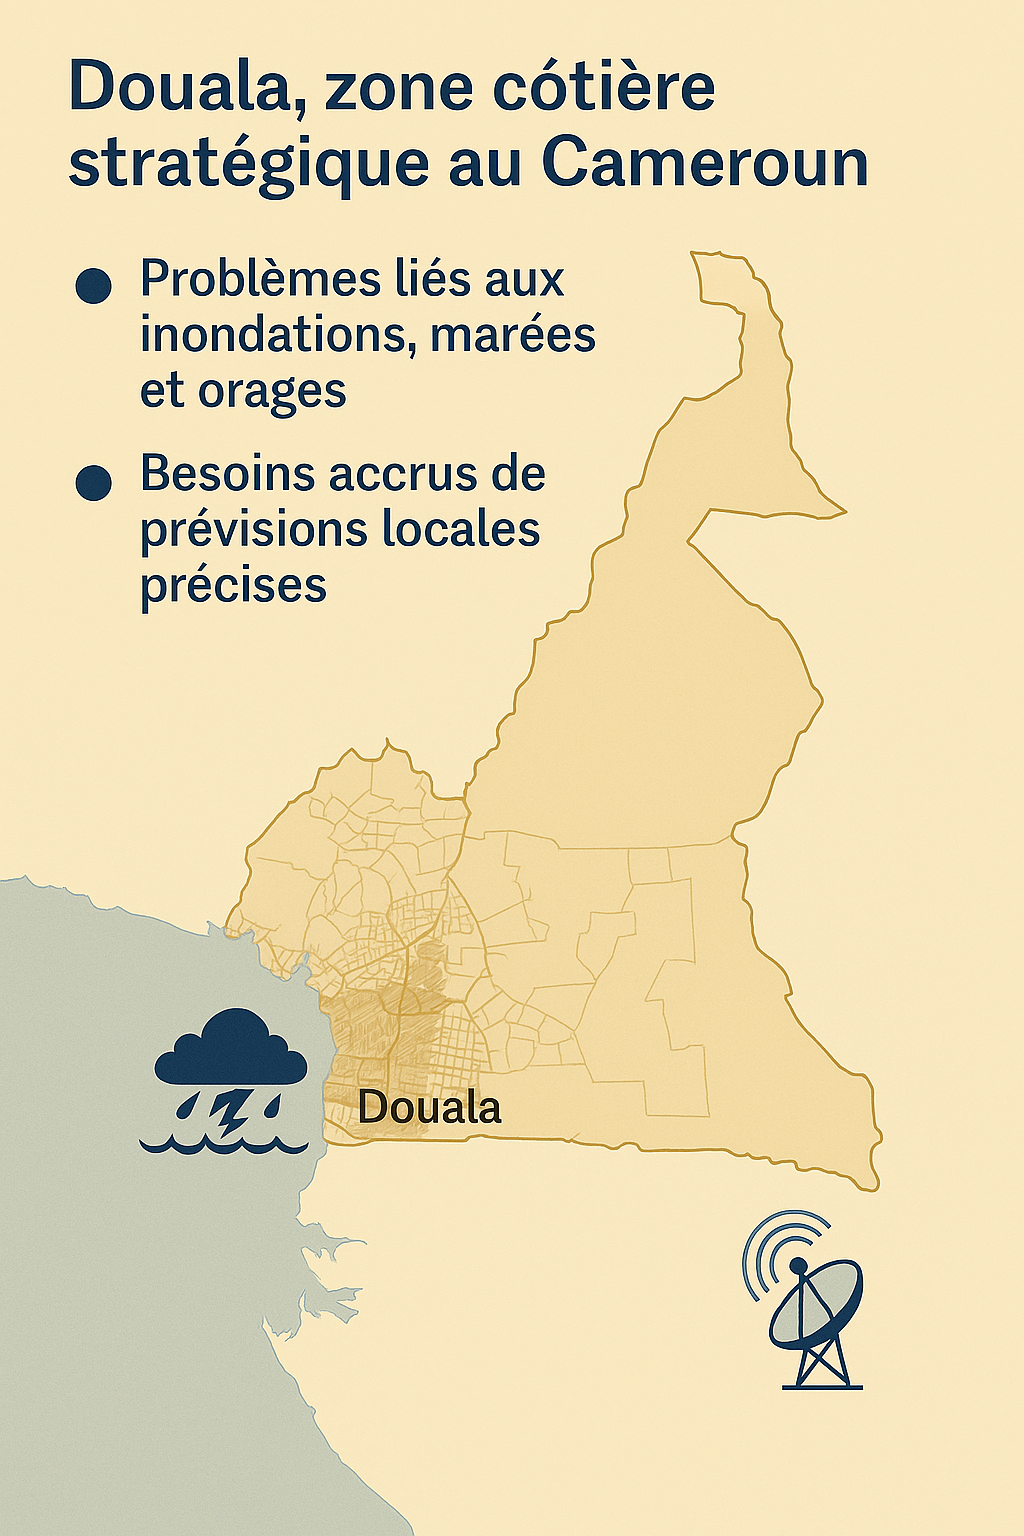 Douala, zone cótière
stratégique au Cameroun
Problèmes liés aux
inondations, marées
et orages
Besoins accrus de
prévisions locales
précises
Douala